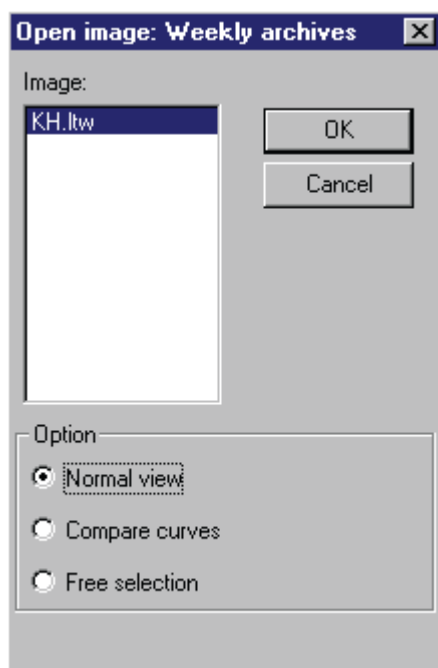 Open image: Weekly archives
Image:
KH.ltw
OK
Cancel
Option
Normal view
Compare curves
Free selection